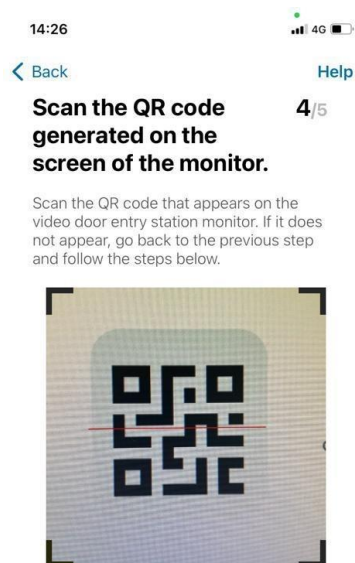 14:26
4G
Back
Help
Scan the QR code
4/5
generated on the
screen of the monitor.
Scan the QR code that appears on the
video door entry station monitor. If it does
not appear, go back to the previous step
and follow the steps below.